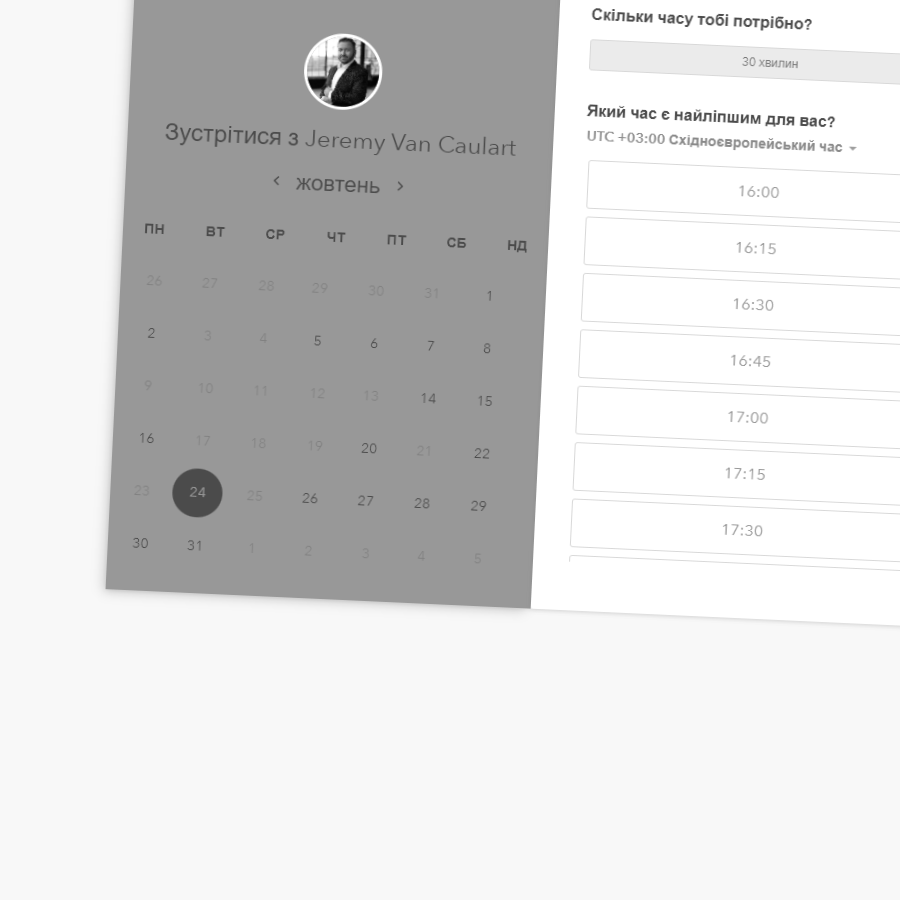 Зустрітися з Jeremy Van Caulart
‹ жовтень ›
ПН ВТ СР ЧТ ПТ СБ НД
26 27 28 29 30 31 1
2 3 4 5 6 7 8
9 10 11 12 13 14 15
16 17 18 19 20 21 22
23 24 25 26 27 28 29
30 31 1 2 3 4 5
Скільки часу тобі потрібно?
30 хвилин
Який час є найліпшим для вас?
UTC +03:00 Східноєвропейський час
16:00
16:15
16:30
16:45
17:00
17:15
17:30